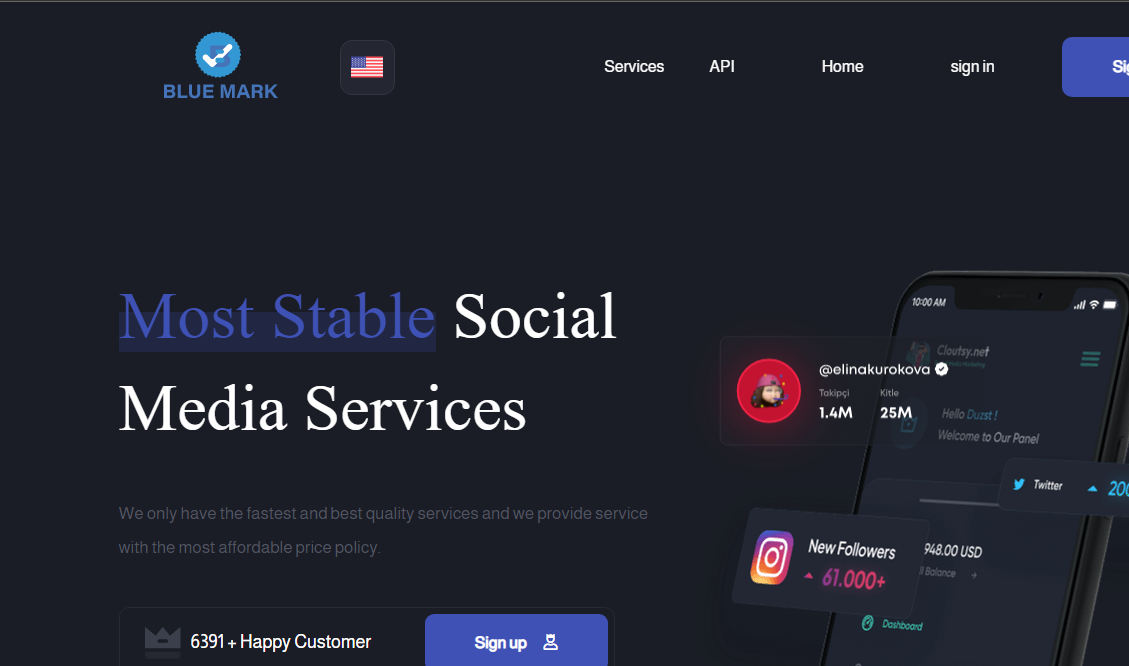 BLUE MARK
Services API Home sign in Sig
Most Stable Social
Media Services
We only have the fastest and best quality services and we provide service
with the most affordable price policy.
6391+ Happy Customer
Sign up
10:00 AM
Cloutsy.net
@elinakurokova
Takipçi Kitle
1.4M 25M
Hello Duzst !
Welcome to Our Panel
Twitter
200
New Followers
61.000+
948.00 USD
Balance
Dashboard